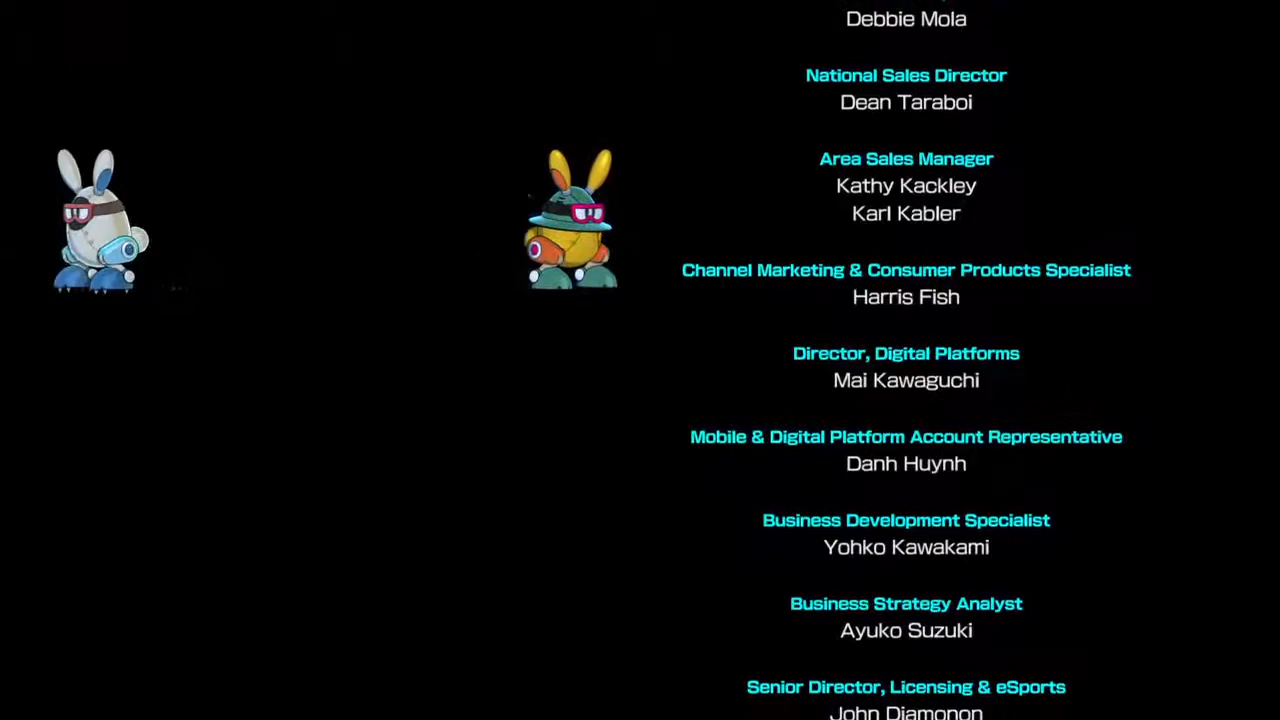 Debbie Mola
National Sales Director
Dean Taraboi
Area Sales Manager
Kathy Kackley
Karl Kabler
Channel Marketing & Consumer Products Specialist
Harris Fish
Director, Digital Platforms
Mai Kawaguchi
Mobile & Digital Platform Account Representative
Danh Huynh
Business Development Specialist
Yohko Kawakami
Business Strategy Analyst
Ayuko Suzuki
Senior Director, Licensing & eSports
John Diamonon